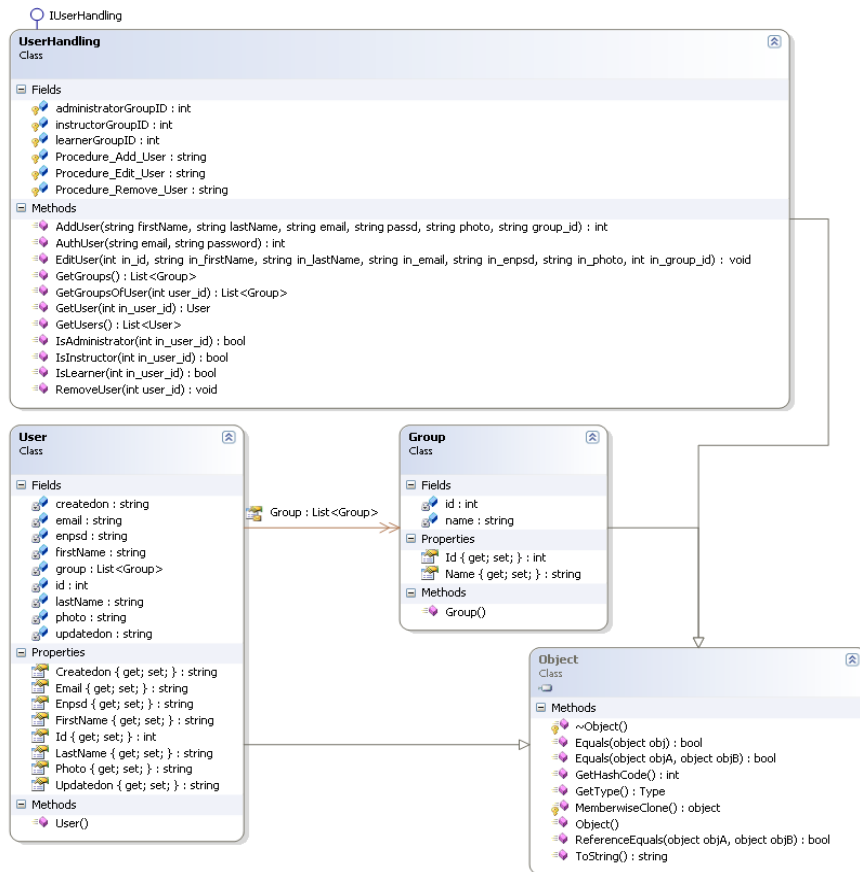 IUserHandling
UserHandling
Class
Fields
administratorGroupID : int
instructorGroupID : int
learnerGroupID : int
Procedure_Add_User : string
Procedure_Edit_User : string
Procedure_Remove_User : string
Methods
AddUser(string firstName, string lastName, string email, string passd, string photo, string group_id) : int
AuthUser(string email, string password) : int
EditUser(int in_id, string in_firstName, string in_lastName, string in_email, string in_enpsd, string in_photo, int in_group_id) : void
GetGroups() : List<Group>
GetGroupsOfUser(int user_id) : List<Group>
GetUser(int in_user_id) : User
GetUsers() : List<User>
IsAdministrator(int in_user_id) : bool
IsInstructor(int in_user_id) : bool
IsLearner(int in_user_id) : bool
RemoveUser(int user_id) : void
User
Class
Fields
createdon : string
email : string
enpsd : string
firstName : string
group : List<Group>
id : int
lastName : string
photo : string
updatedon : string
Properties
Createdon { get; set; } : string
Email { get; set; } : string
Enpsd { get; set; } : string
FirstName { get; set; } : string
Id { get; set; } : int
LastName { get; set; } : string
Photo { get; set; } : string
Updatedon { get; set; } : string
Methods
User()
Group : List<Group>
Group
Class
Fields
id : int
name : string
Properties
Id { get; set; } : int
Name { get; set; } : string
Methods
Group()
Object
Class
Methods
~Object()
Equals(object obj) : bool
Equals(object objA, object objB) : bool
GetHashCode() : int
GetType() : Type
MemberwiseClone() : object
Object()
ReferenceEquals(object objA, object objB) : bool
ToString() : string